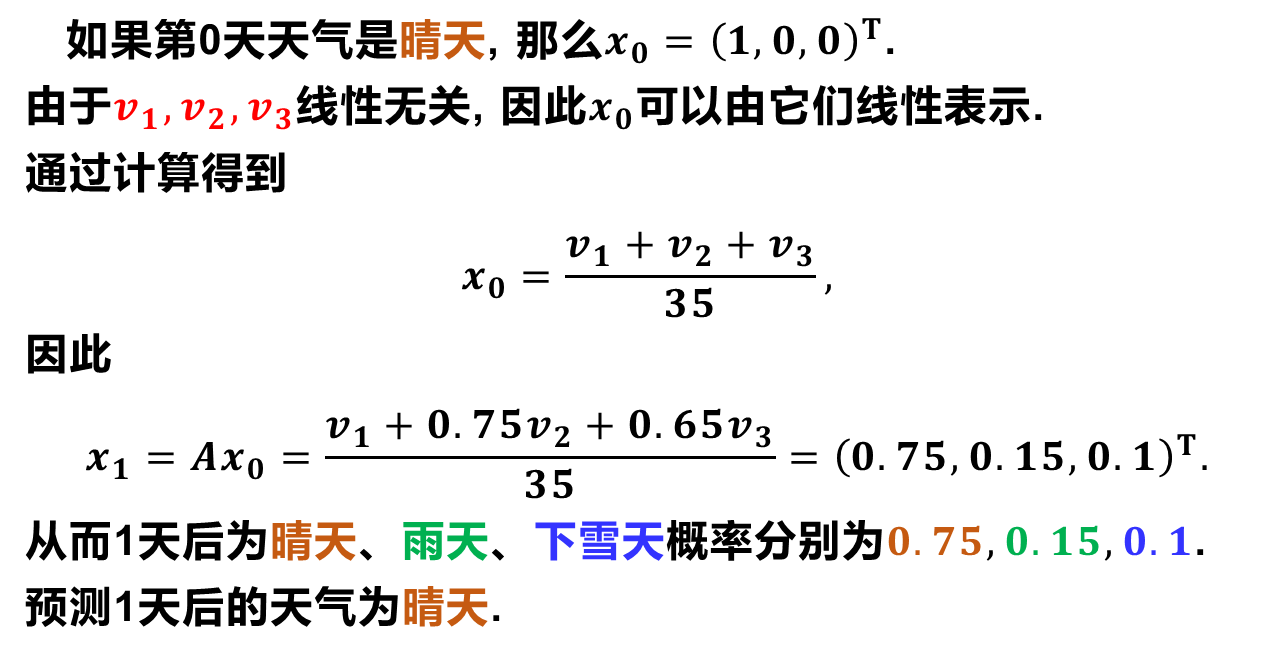 如果第0天天气是晴天, 那么x₀ = (1, 0, 0)ᵀ.
由于v₁, v₂, v₃线性无关, 因此x₀可以由它们线性表示.
通过计算得到
x₀ = (v₁ + v₂ + v₃)/35,
因此
x₁ = Ax₀ = (v₁ + 0.75v₂ + 0.65v₃)/35 = (0.75, 0.15, 0.1)ᵀ.
从而1天后为晴天、雨天、下雪天概率分别为0.75, 0.15, 0.1.
预测1天后的天气为晴天.